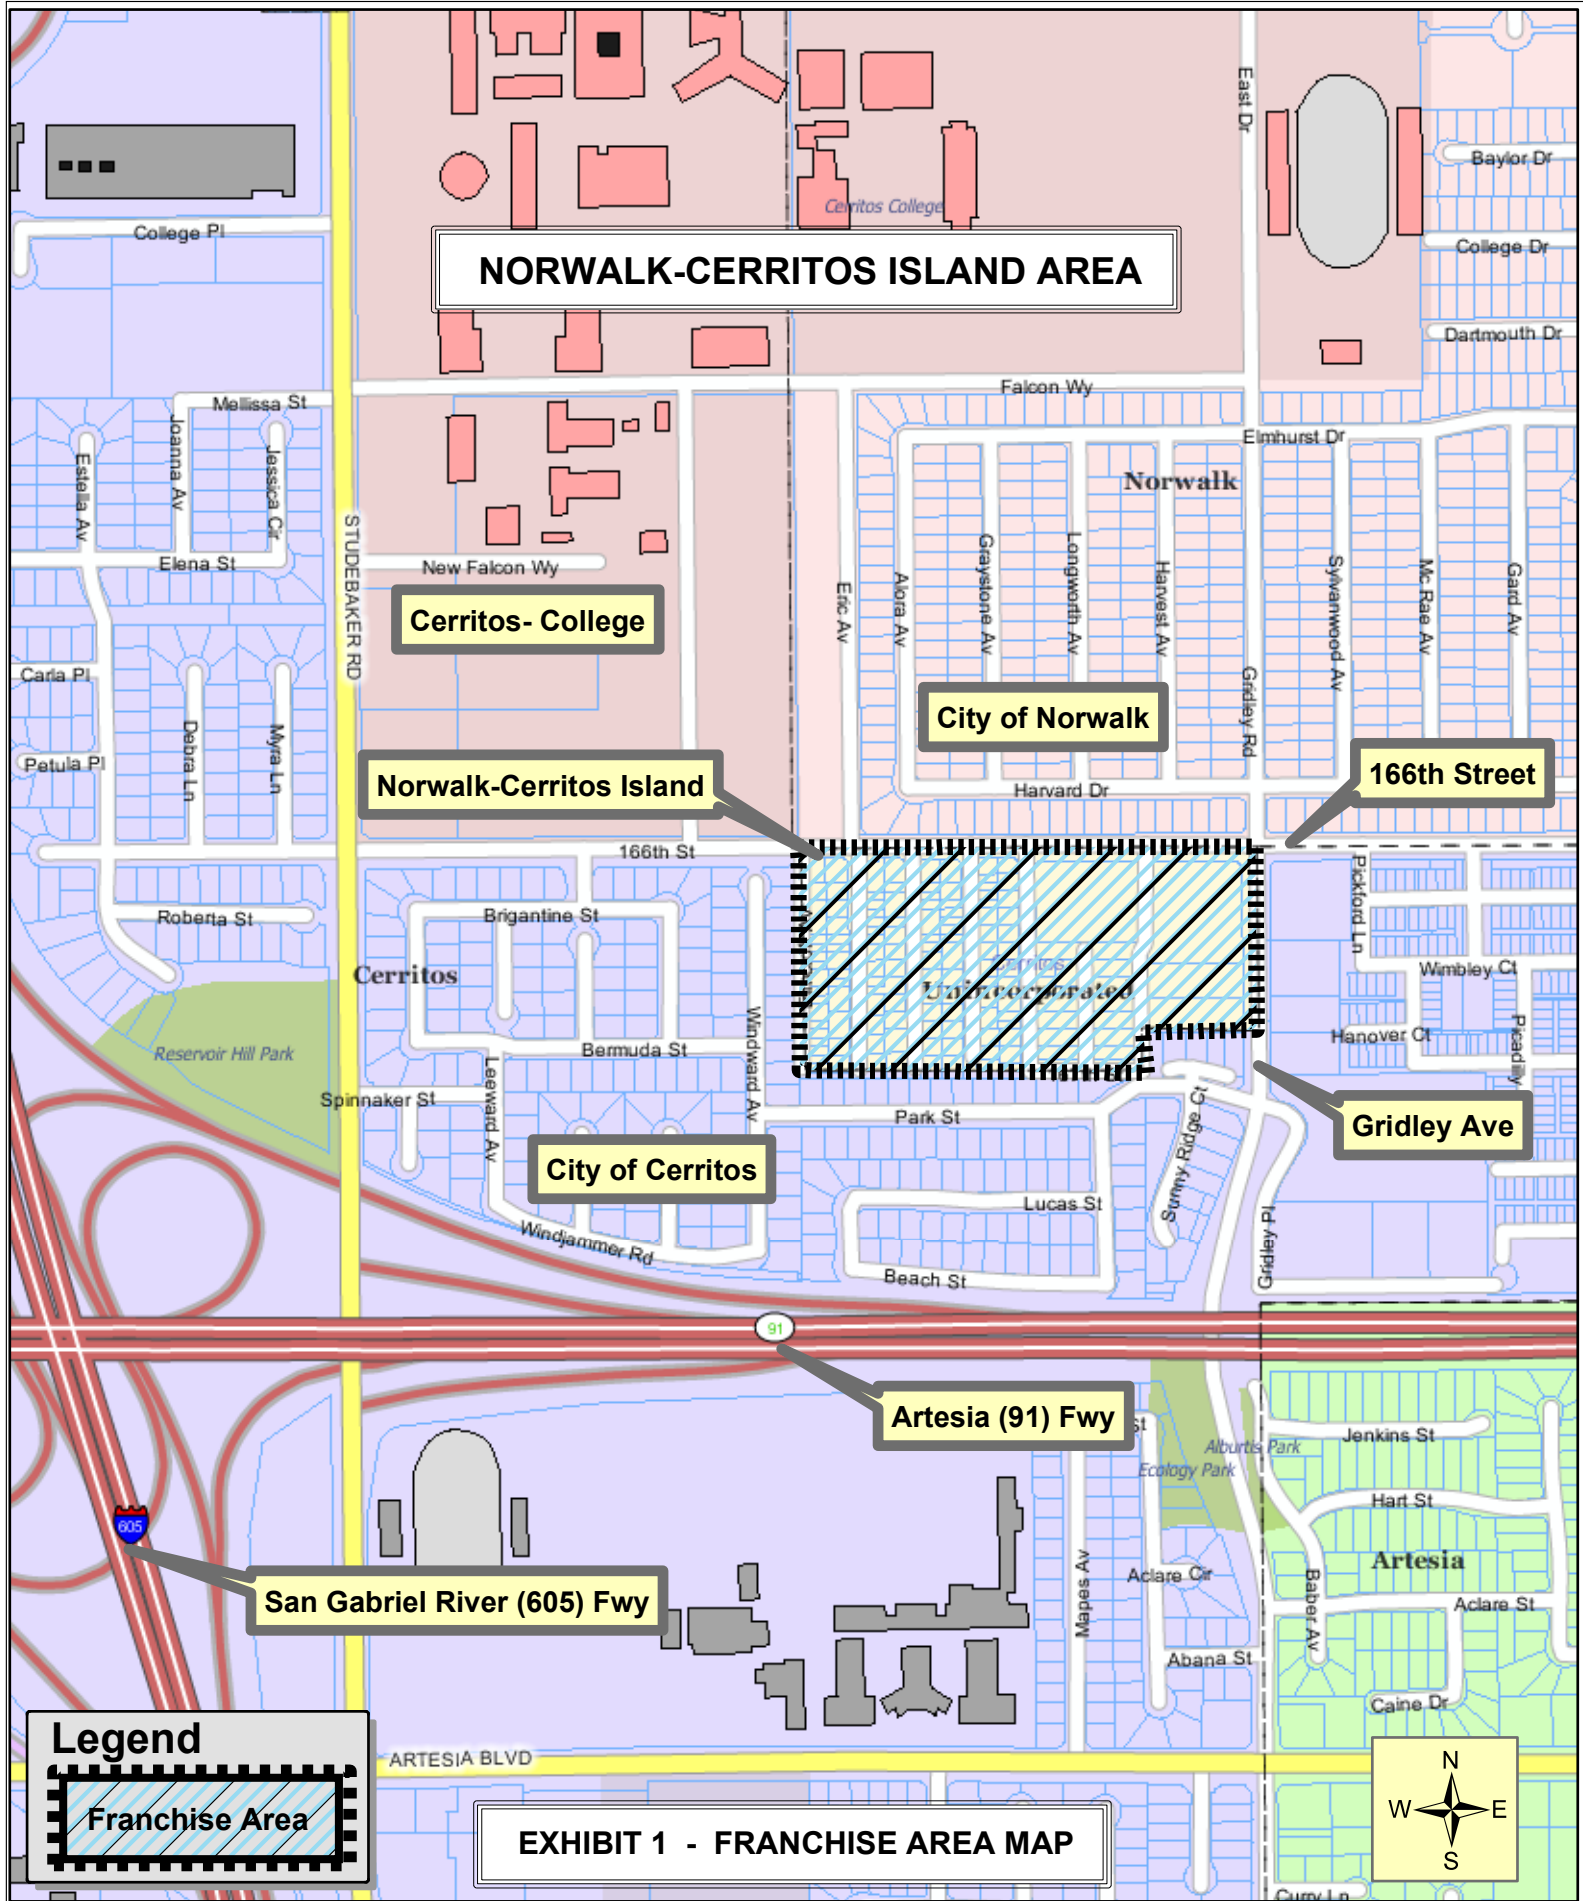 East Dr
Baylor Dr
Cerritos College
College Pl
College Dr
NORWALK-CERRITOS ISLAND AREA
Dartmouth Dr
Falcon Wy
Mellissa St
Joanna Av
Elmhurst Dr
Estella Av
Jessica Cir
Norwalk
STUDEBAKER RD
Elena St
New Falcon Wy
Eric Av
Alora Av
Graystone Av
Longworth Av
Harvest Av
Sylvanwood Av
Mc Rae Av
Gard Av
Cerritos- College
Carla Pl
Gridley Rd
City of Norwalk
Debra Ln
Myra Ln
Petula Pl
Norwalk-Cerritos Island
166th Street
Harvard Dr
166th St
Pickford Ln
Roberta St
Brigantine St
Cerritos
Cerritos
Unincorporated
Wimbley Ct
Windward Av
Reservoir Hill Park
Bermuda St
Hanover Ct
Picadilly
Leeward Av
Spinnaker St
Park St
Sunny Ridge Ct
Gridley Ave
City of Cerritos
Lucas St
Windjammer Rd
Gridley Pl
Beach St
91
Artesia (91) Fwy
st
Jenkins St
Alburtis Park
Ecology Park
Hart St
605
Mapes Av
Aclare Cir
Artesia
Baber Av
San Gabriel River (605) Fwy
Aclare St
Abana St
Caine Dr
Legend
ARTESIA BLVD
Franchise Area
EXHIBIT 1 - FRANCHISE AREA MAP
N
W E
S
Curry Ln